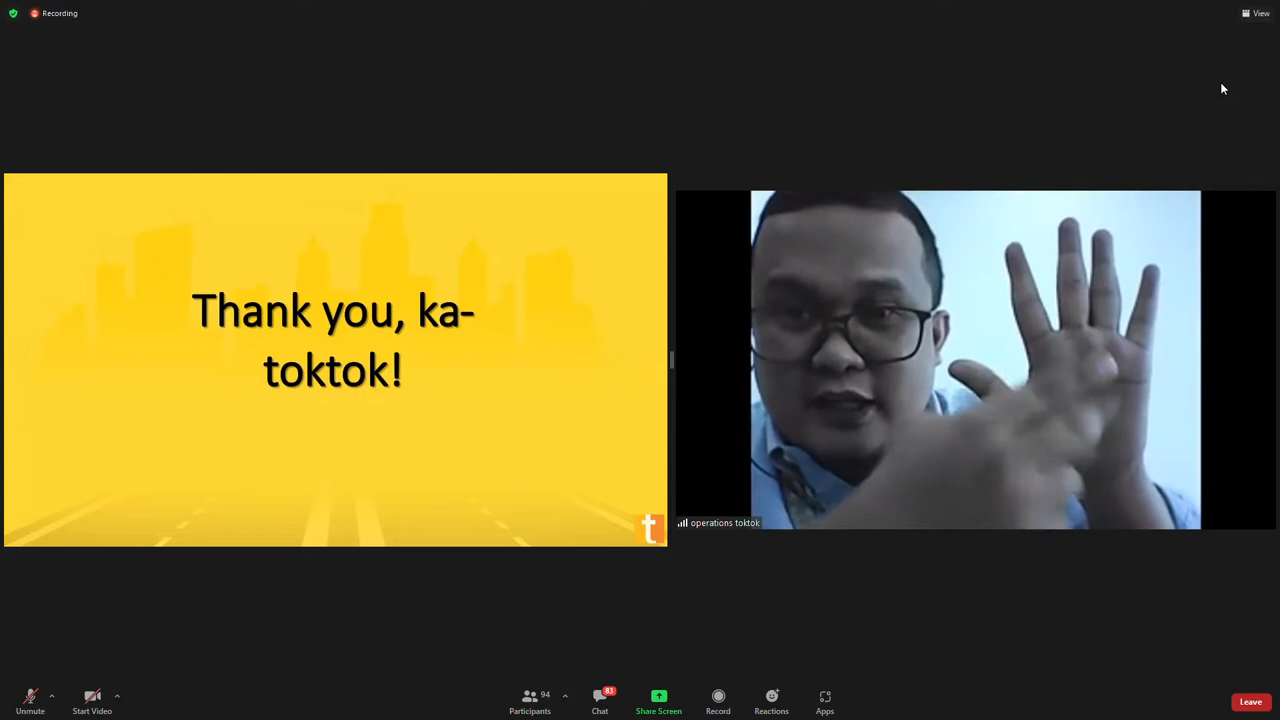 Recording
View
Thank you, ka-
toktok!
t
operations toktok
Unmute
Start Video
94
Participants
83
Chat
Share Screen
Record
Reactions
Apps
Leave